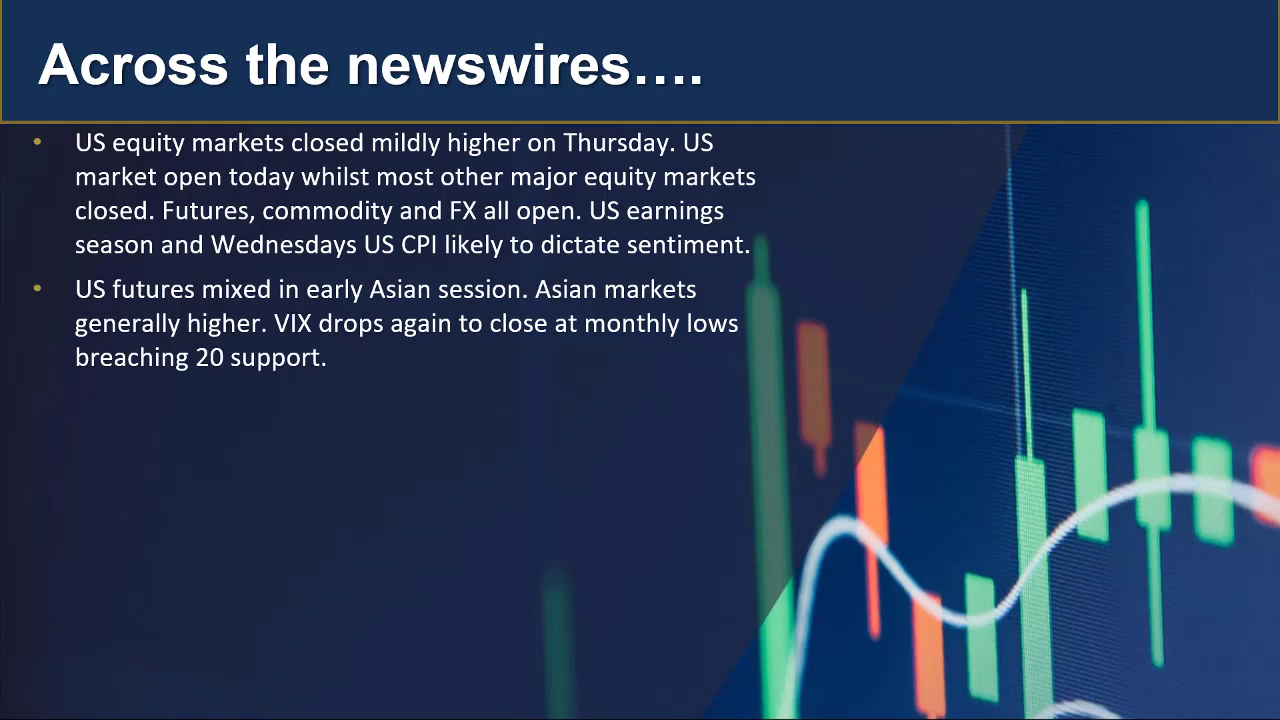 Across the newswires….
• US equity markets closed mildly higher on Thursday. US
market open today whilst most other major equity markets
closed. Futures, commodity and FX all open. US earnings
season and Wednesdays US CPI likely to dictate sentiment.
• US futures mixed in early Asian session. Asian markets
generally higher. VIX drops again to close at monthly lows
breaching 20 support.